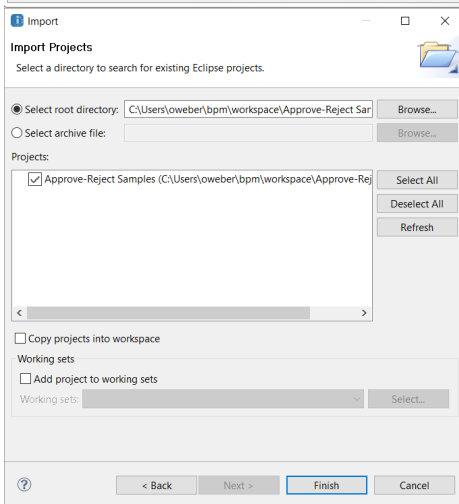 Import
Import Projects
Select a directory to search for existing Eclipse projects.
Select root directory: C:\Users\oweber\bpm\workspace\Approve-Reject Sar Browse...
Select archive file: Browse...
Projects:
Approve-Reject Samples (C:\Users\oweber\bpm\workspace\Approve-Rej Select All
Deselect All
Refresh
Copy projects into workspace
Working sets
Add project to working sets
Working sets: Select...
< Back Next > Finish Cancel